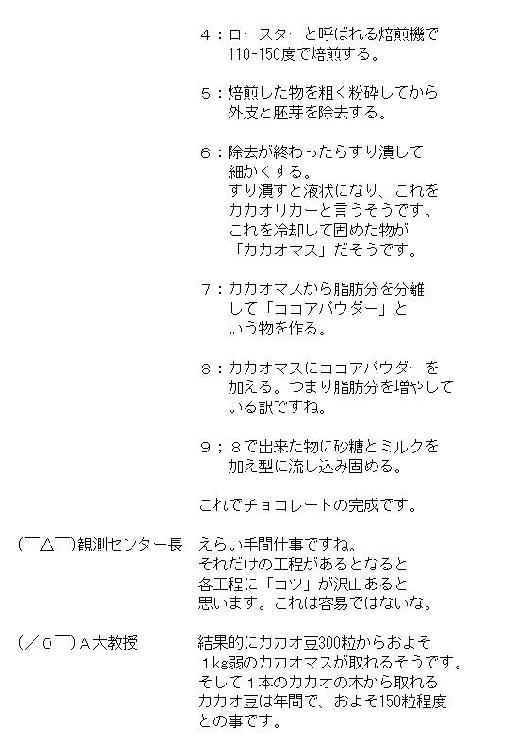 ４：ロースターと呼ばれる焙煎機で
110-150度で焙煎する。
５：焙煎した物を粗く粉砕してから
外皮と胚芽を除去する。
６：除去が終わったらすり潰して
細かくする。
すり潰すと液状になり、これを
カカオリカーと言うそうです、
これを冷却して固めた物が
「カカオマス」だそうです。
７：カカオマスから脂肪分を分離
して「ココアパウダー」と
いう物を作る。
８：カカオマスにココアパウダーを
加える。つまり脂肪分を増やして
いる訳ですね。
９；８で出来た物に砂糖とミルクを
加え型に流し込み固める。
これでチョコレートの完成です。
(￣△￣)観測センター長 えらい手間仕事ですね。
それだけの工程があるとなると
各工程に「コツ」が沢山あると
思います。これは容易ではないな。
(／０￣)Ａ大教授 結果的にカカオ豆300粒からおよそ
１kg弱のカカオマスが取れるそうです。
そして１本のカカオの木から取れる
カカオ豆は年間で、およそ150粒程度
との事です。